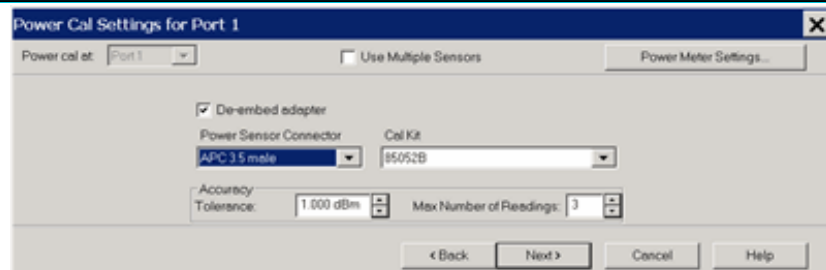 Power Cal Settings for Port 1
Power cal at: Port 1 Use Multiple Sensors Power Meter Settings...
De-embed adapter
Power Sensor Connector Cal Kit
APC 3.5 male 85052B
Accuracy
Tolerance: 1.000 dBm Max Number of Readings: 3
< Back Next > Cancel Help